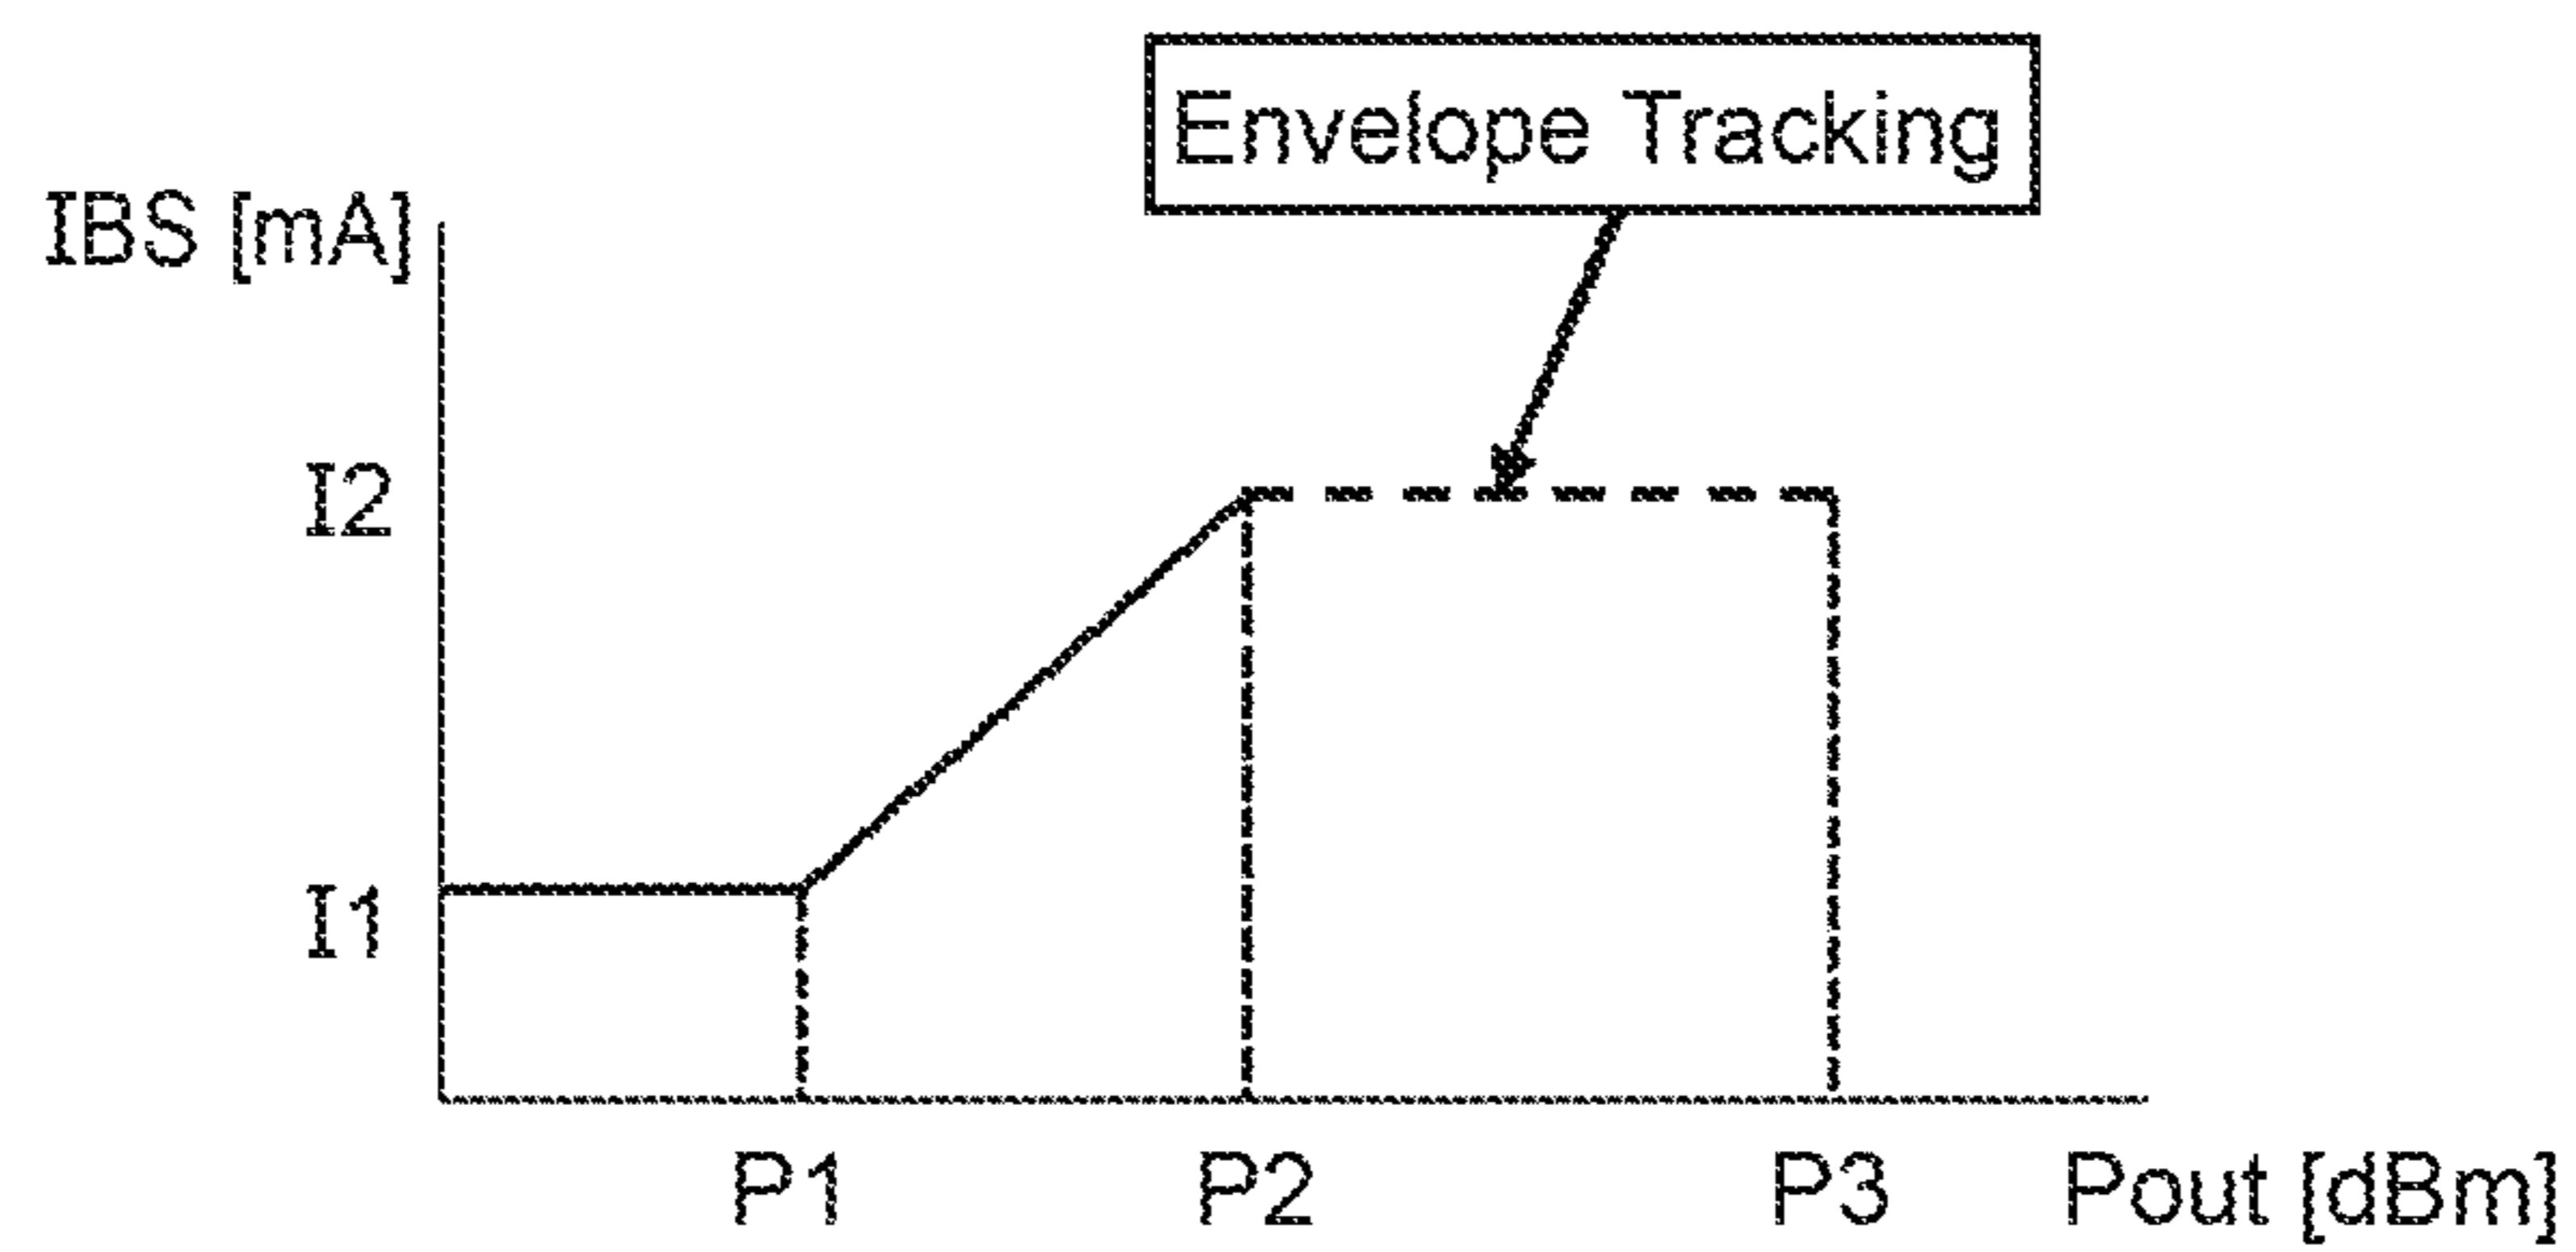 Envelope Tracking
IBS [mA]
I2
I1
P1
P2
P3
Pout [dBm]